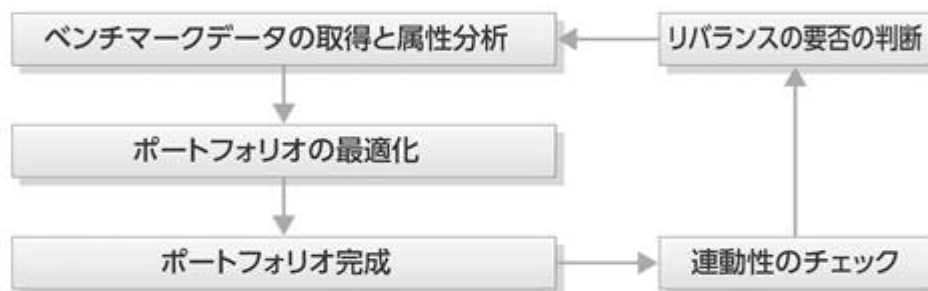 ベンチマークデータの取得と属性分析
リバランスの要否の判断
ポートフォリオの最適化
ポートフォリオ完成
連動性のチェック